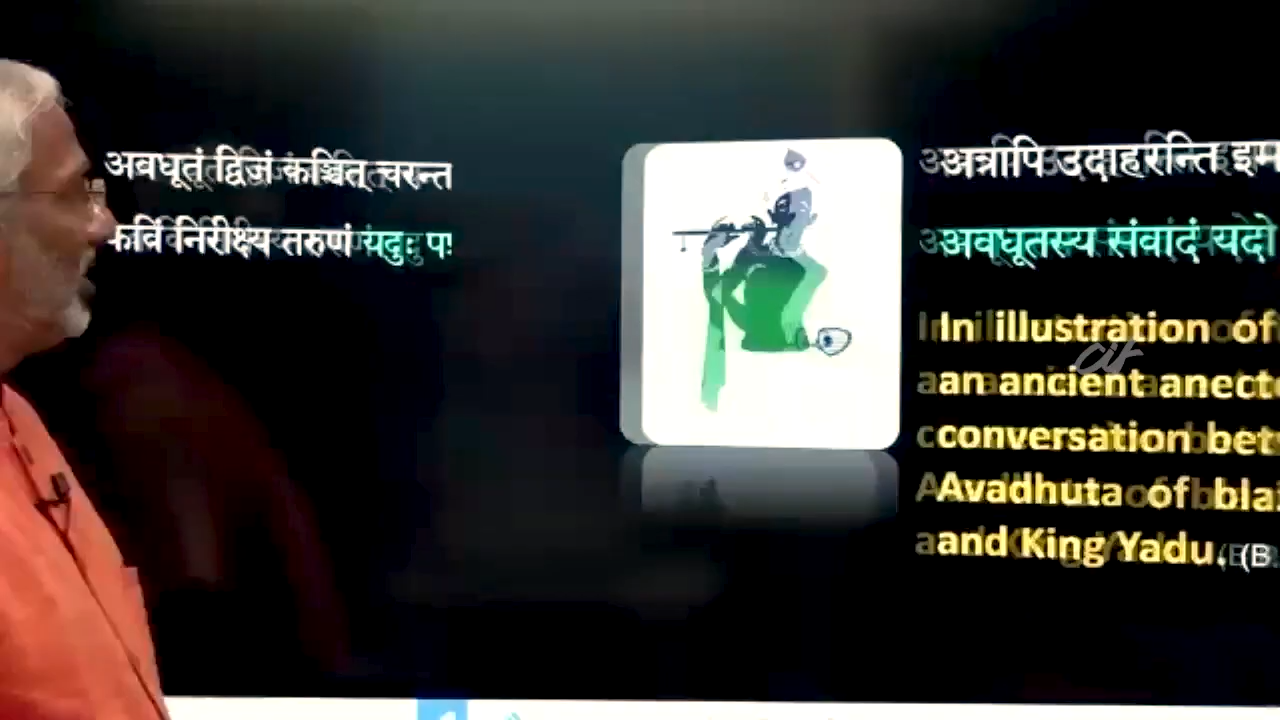 अवधूतं द्विजं कञ्चित् चरन्त
कविं निरीक्ष्य तरुणं यदुः
अत्रापि उदाहरन्ति इम
अवधूतस्य संवादं यदो
In illustration of
an ancient anecd
conversation bet
Avadhuta of blaz
and King Yadu. (B.